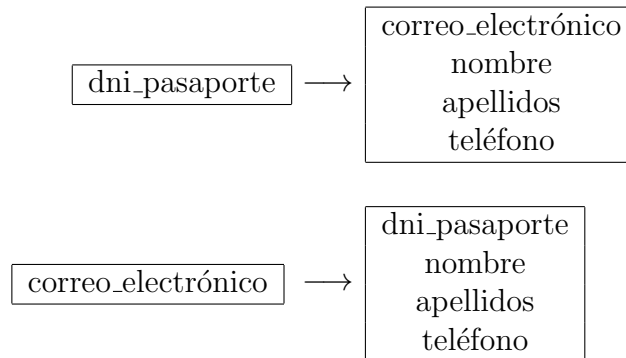 dni_pasaporte ⟶ correo_electrónico
nombre
apellidos
teléfono
correo_electrónico ⟶ dni_pasaporte
nombre
apellidos
teléfono